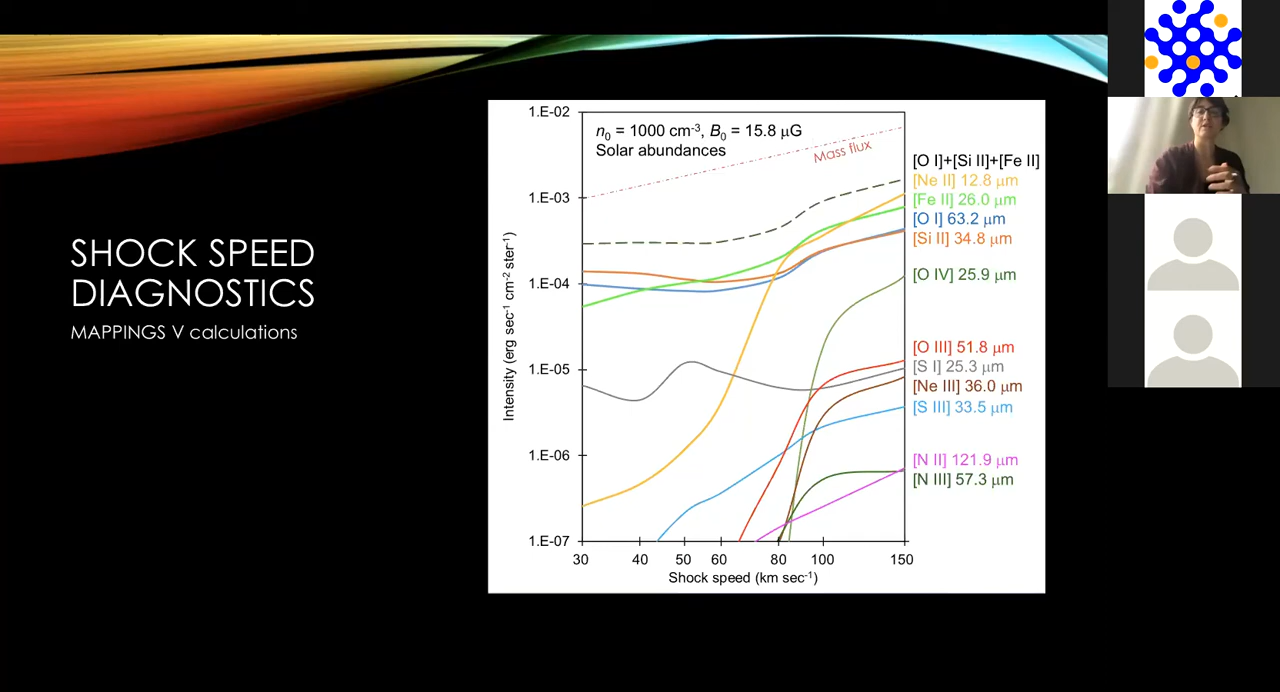 SHOCK SPEED
DIAGNOSTICS
MAPPINGS V calculations
n0 = 1000 cm-3, B0 = 15.8 μG
Solar abundances
Mass flux
1.E-02
1.E-03
1.E-04
1.E-05
1.E-06
1.E-07
Intensity (erg sec-1 cm-2 ster-1)
30
40
50
60
80
100
150
Shock speed (km sec-1)
[O I]+[Si II]+[Fe II]
[Ne II] 12.8 μm
[Fe II] 26.0 μm
[O I] 63.2 μm
[Si II] 34.8 μm
[O IV] 25.9 μm
[O III] 51.8 μm
[S I] 25.3 μm
[Ne III] 36.0 μm
[S III] 33.5 μm
[N II] 121.9 μm
[N III] 57.3 μm